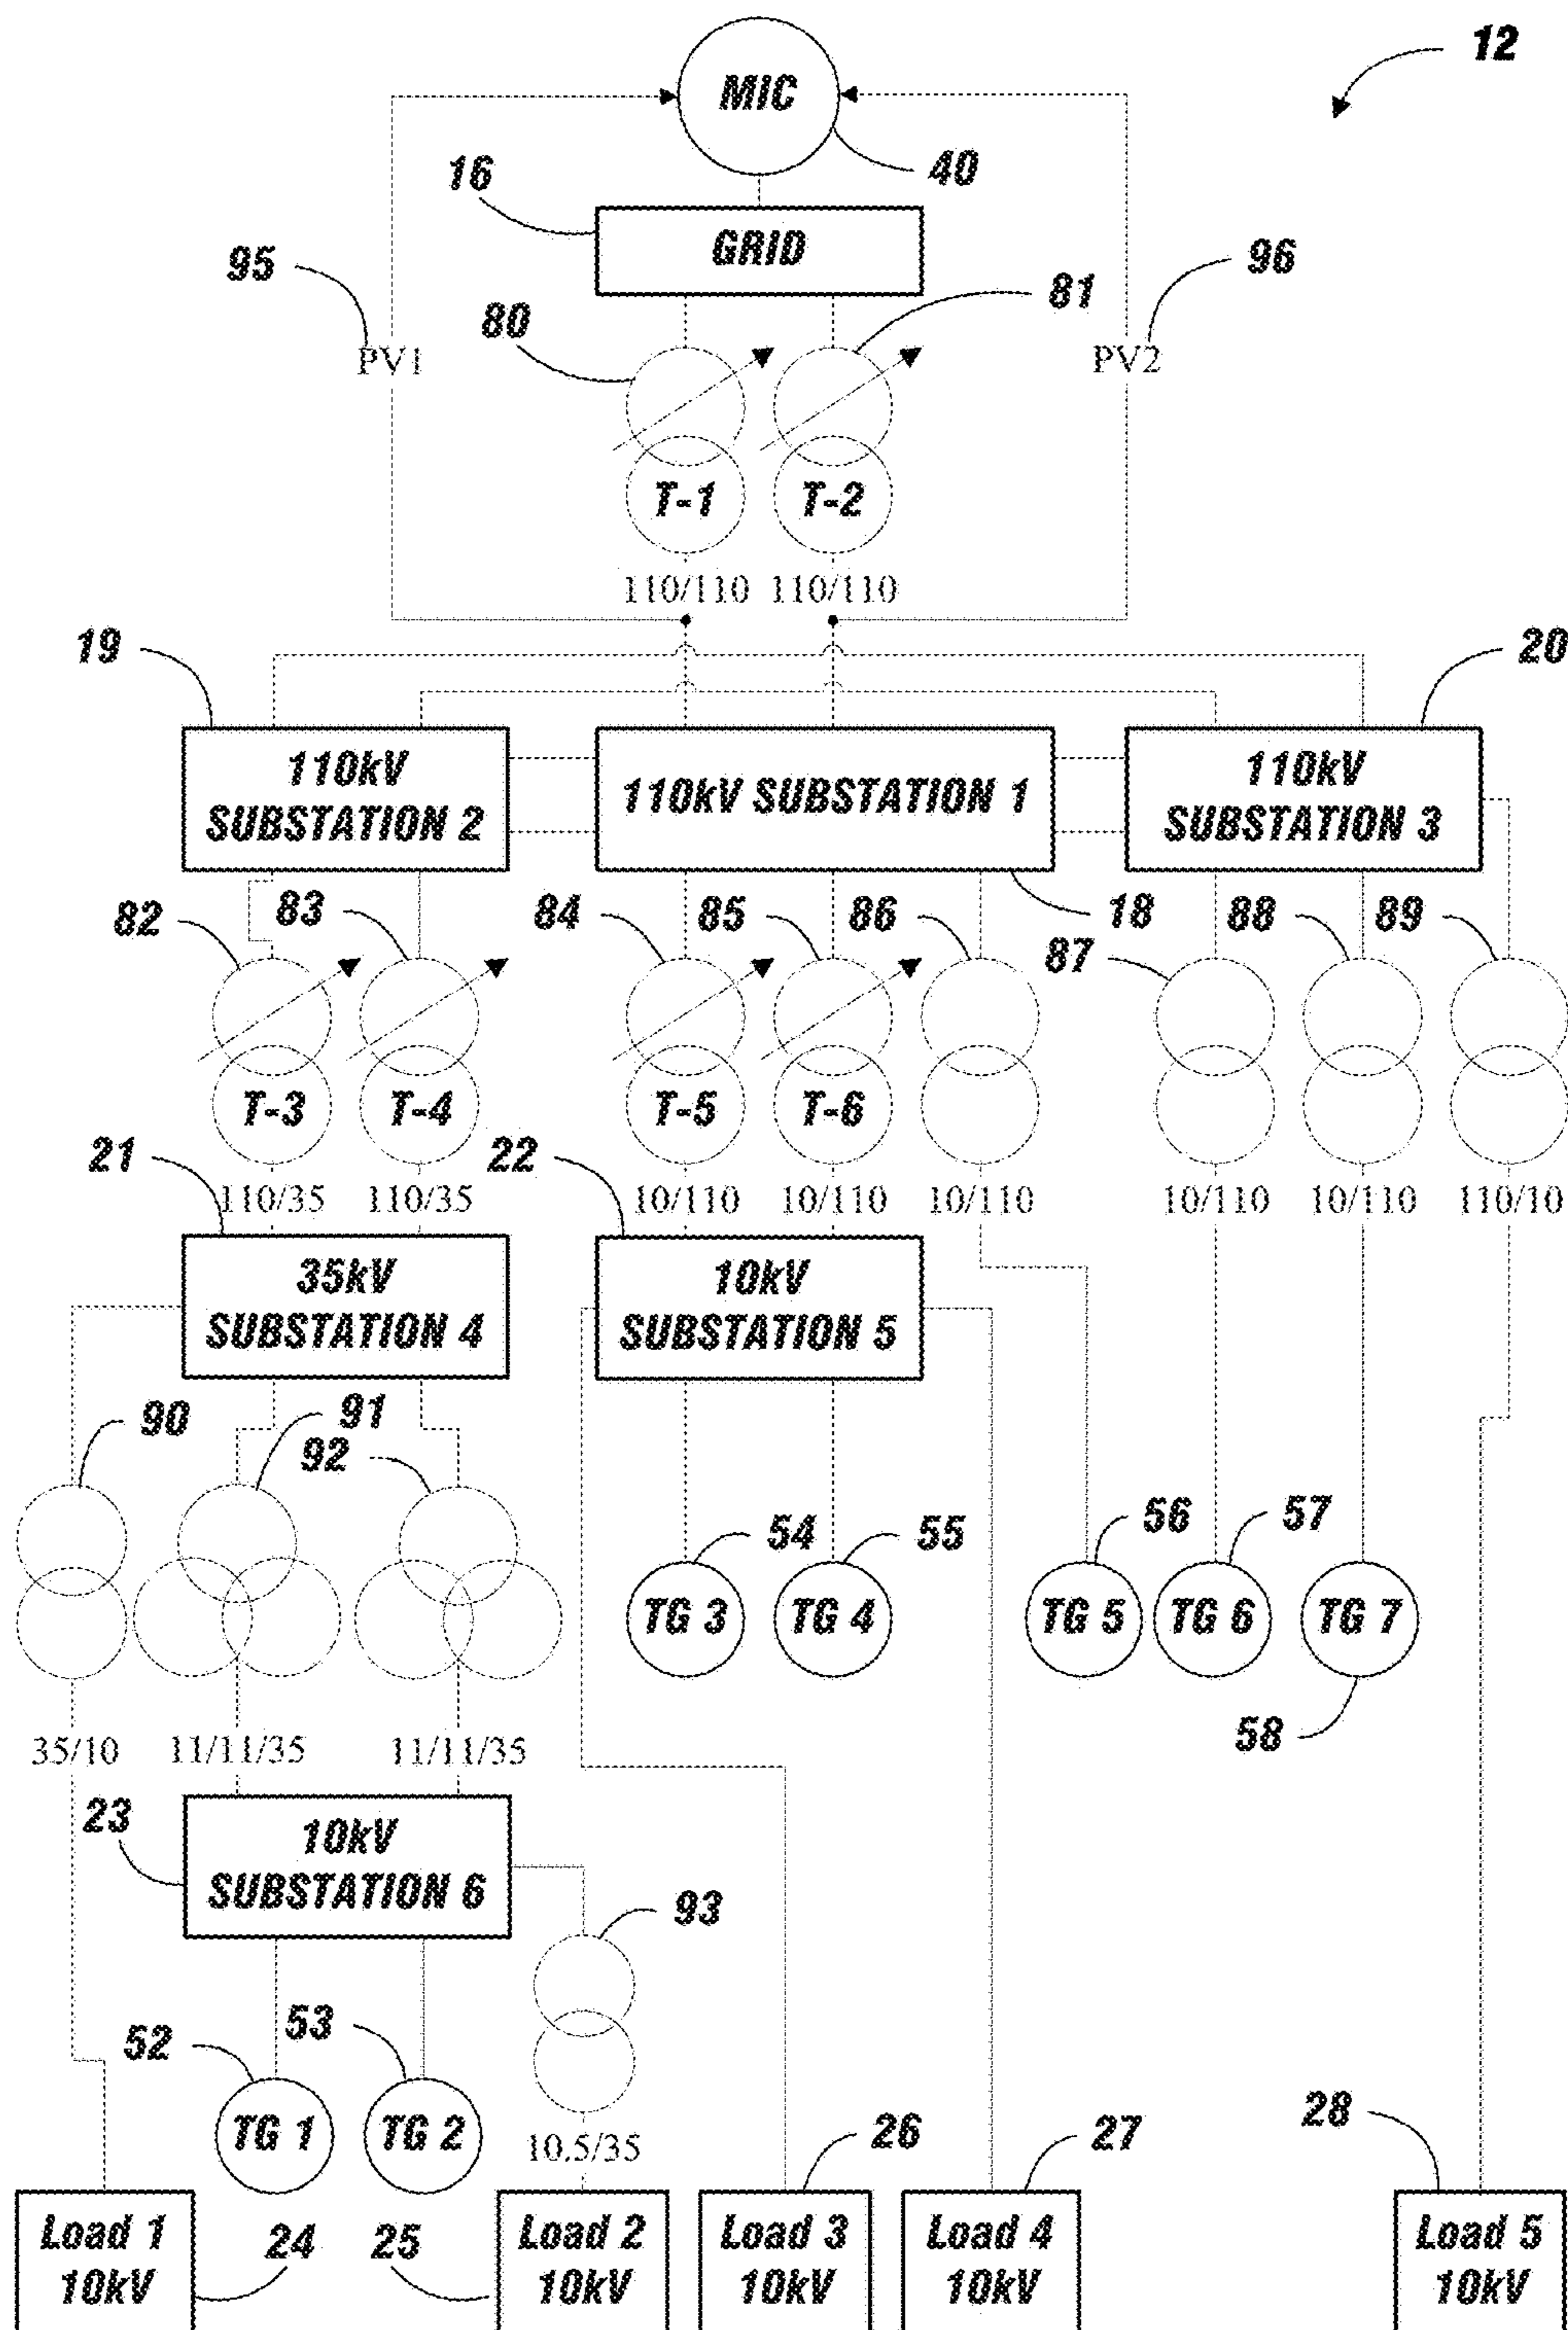 12
MIC
40
16
GRID
95
96
80
81
PV1
PV2
T-1
T-2
110/110
110/110
19
20
110kV
SUBSTATION 2
110kV SUBSTATION 1
110kV
SUBSTATION 3
82
83
84
85
86
18
87
88
89
T-3
T-4
T-5
T-6
21
22
110/35
110/35
10/110
10/110
10/110
10/110
10/110
110/10
35kV
SUBSTATION 4
10kV
SUBSTATION 5
90
91
92
54
55
56
57
TG 3
TG 4
TG 5
TG 6
TG 7
58
35/10
11/11/35
11/11/35
23
10kV
SUBSTATION 6
93
52
53
TG 1
TG 2
10.5/35
26
27
28
Load 1
10kV
24
25
Load 2
10kV
Load 3
10kV
Load 4
10kV
Load 5
10kV